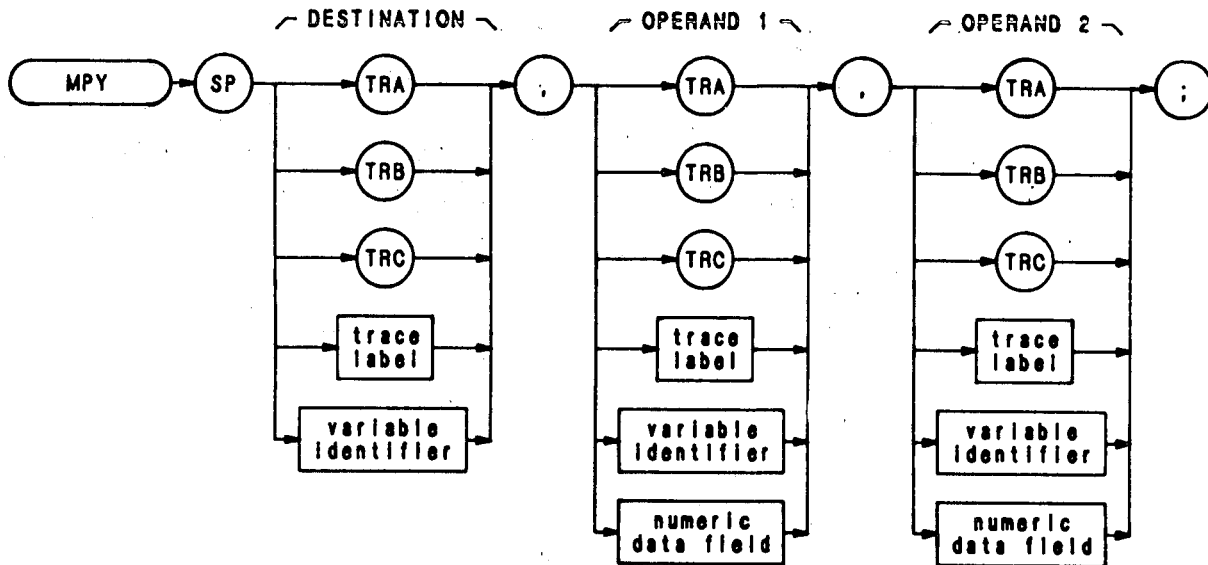 DESTINATION OPERAND 1 OPERAND 2
MPY SP TRA , TRA , TRA ;
TRB TRB TRB
TRC TRC TRC
trace trace trace
label label label
variable variable variable
identifier identifier identifier
numeric numeric
data field data field